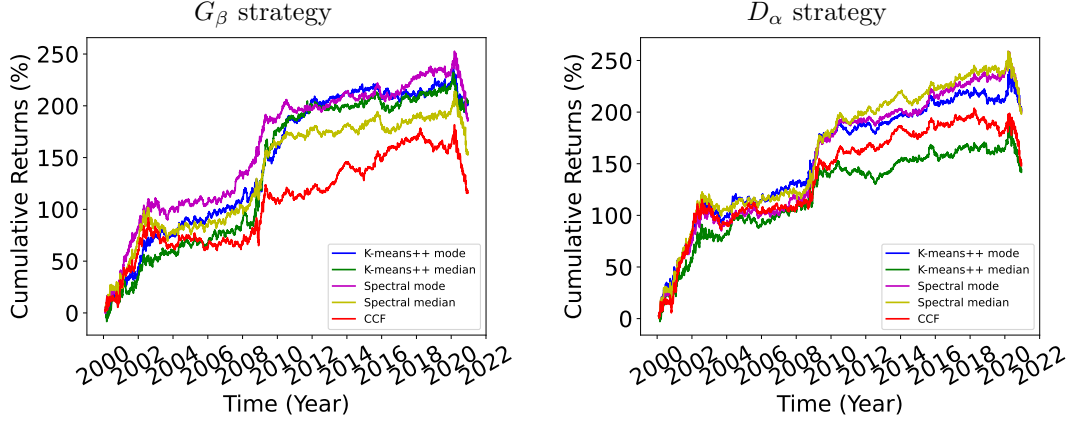 G_β strategy
Cumulative Returns (%)
250
200
150
100
50
0
K-means++ mode
K-means++ median
Spectral mode
Spectral median
CCF
2000 2002 2004 2006 2008 2010 2012 2014 2016 2018 2020 2022
Time (Year)
D_α strategy
Cumulative Returns (%)
250
200
150
100
50
0
K-means++ mode
K-means++ median
Spectral mode
Spectral median
CCF
2000 2002 2004 2006 2008 2010 2012 2014 2016 2018 2020 2022
Time (Year)